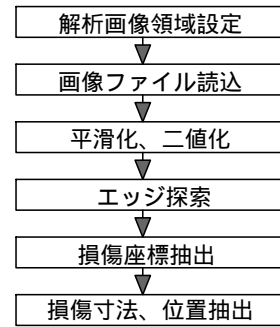 解析画像領域設定
画像ファイル読込
平滑化、二値化
エッジ探索
損傷座標抽出
損傷寸法、位置抽出